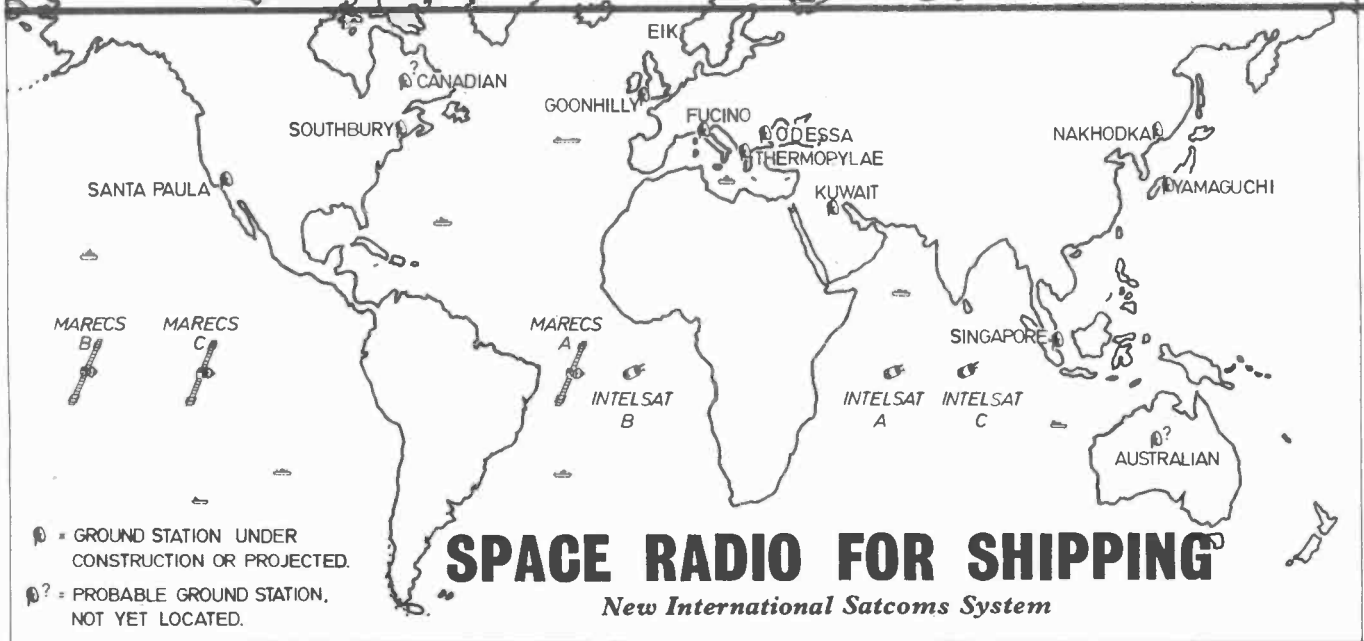 EIK
? CANADIAN
GOONHILLY
SOUTHBURY
FUCINO
ODESSA
THERMOPYLAE
NAKHODKA
SANTA PAULA
KUWAIT
YAMAGUCHI
MARECS
B
MARECS
C
MARECS
A
INTELSAT
B
INTELSAT
A
INTELSAT
C
SINGAPORE
?
AUSTRALIAN
= GROUND STATION UNDER
CONSTRUCTION OR PROJECTED.
? = PROBABLE GROUND STATION,
NOT YET LOCATED.
SPACE RADIO FOR SHIPPING
New International Satcoms System